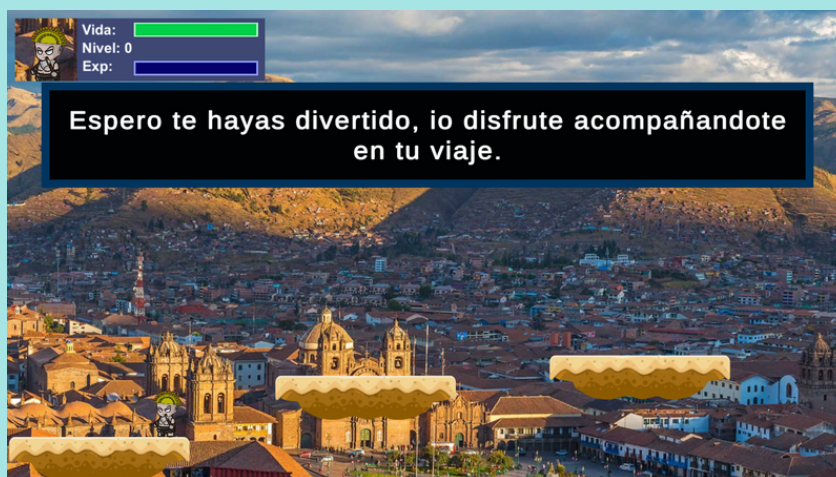 Vida:
Nivel: 0
Exp:
Espero te hayas divertido, io disfrute acompañandote
en tu viaje.